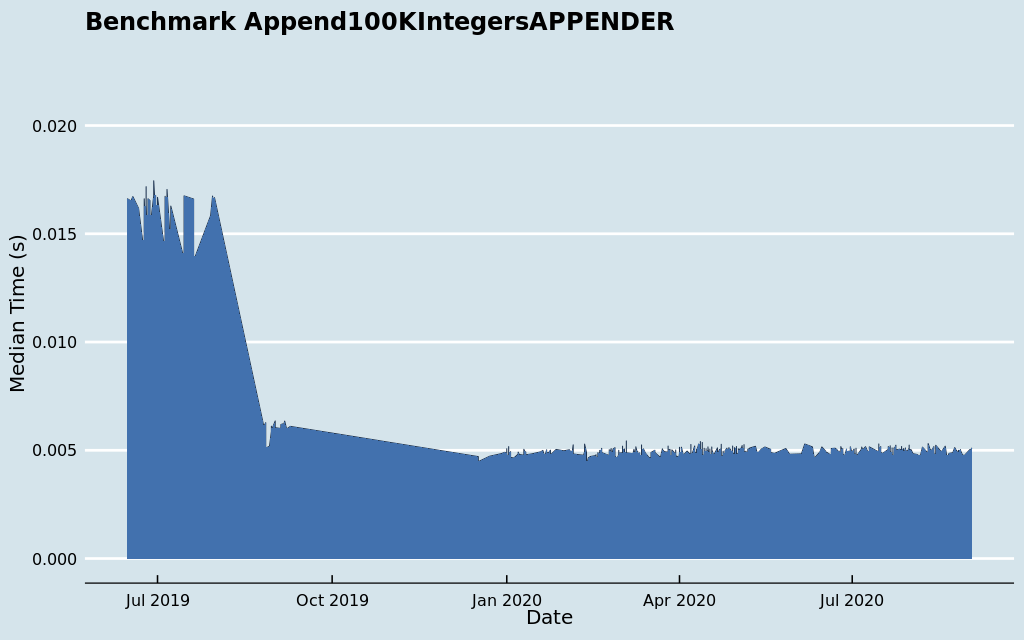 Benchmark Append100KIntegersAPPENDER
Median Time (s)
0.020
0.015
0.010
0.005
0.000
Jul 2019
Oct 2019
Jan 2020
Apr 2020
Jul 2020
Date